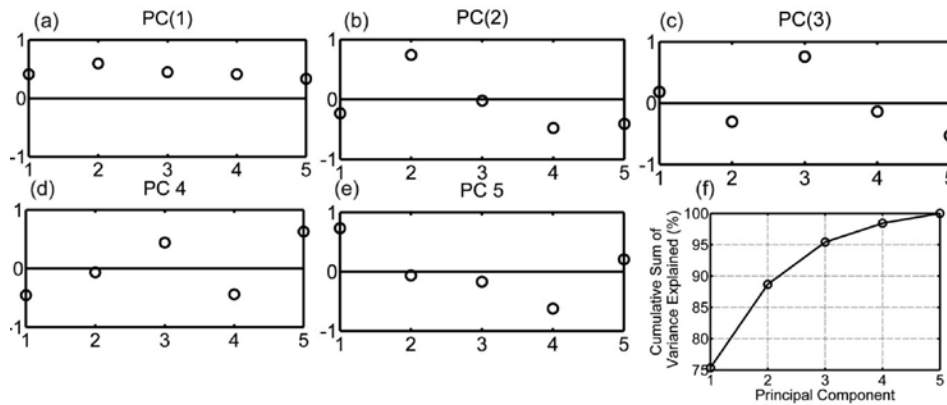 (a) PC(1)
1
0
-1
1 2 3 4 5
(b) PC(2)
1
0
-1
1 2 3 4 5
(c) PC(3)
1
0
-1
1 2 3 4 5
(d) PC 4
1
0
-1
1 2 3 4 5
(e) PC 5
1
0
-1
1 2 3 4 5
(f)
Cumulative Sum of
Variance Explained (%)
100
95
90
85
80
75
1 2 3 4 5
Principal Component